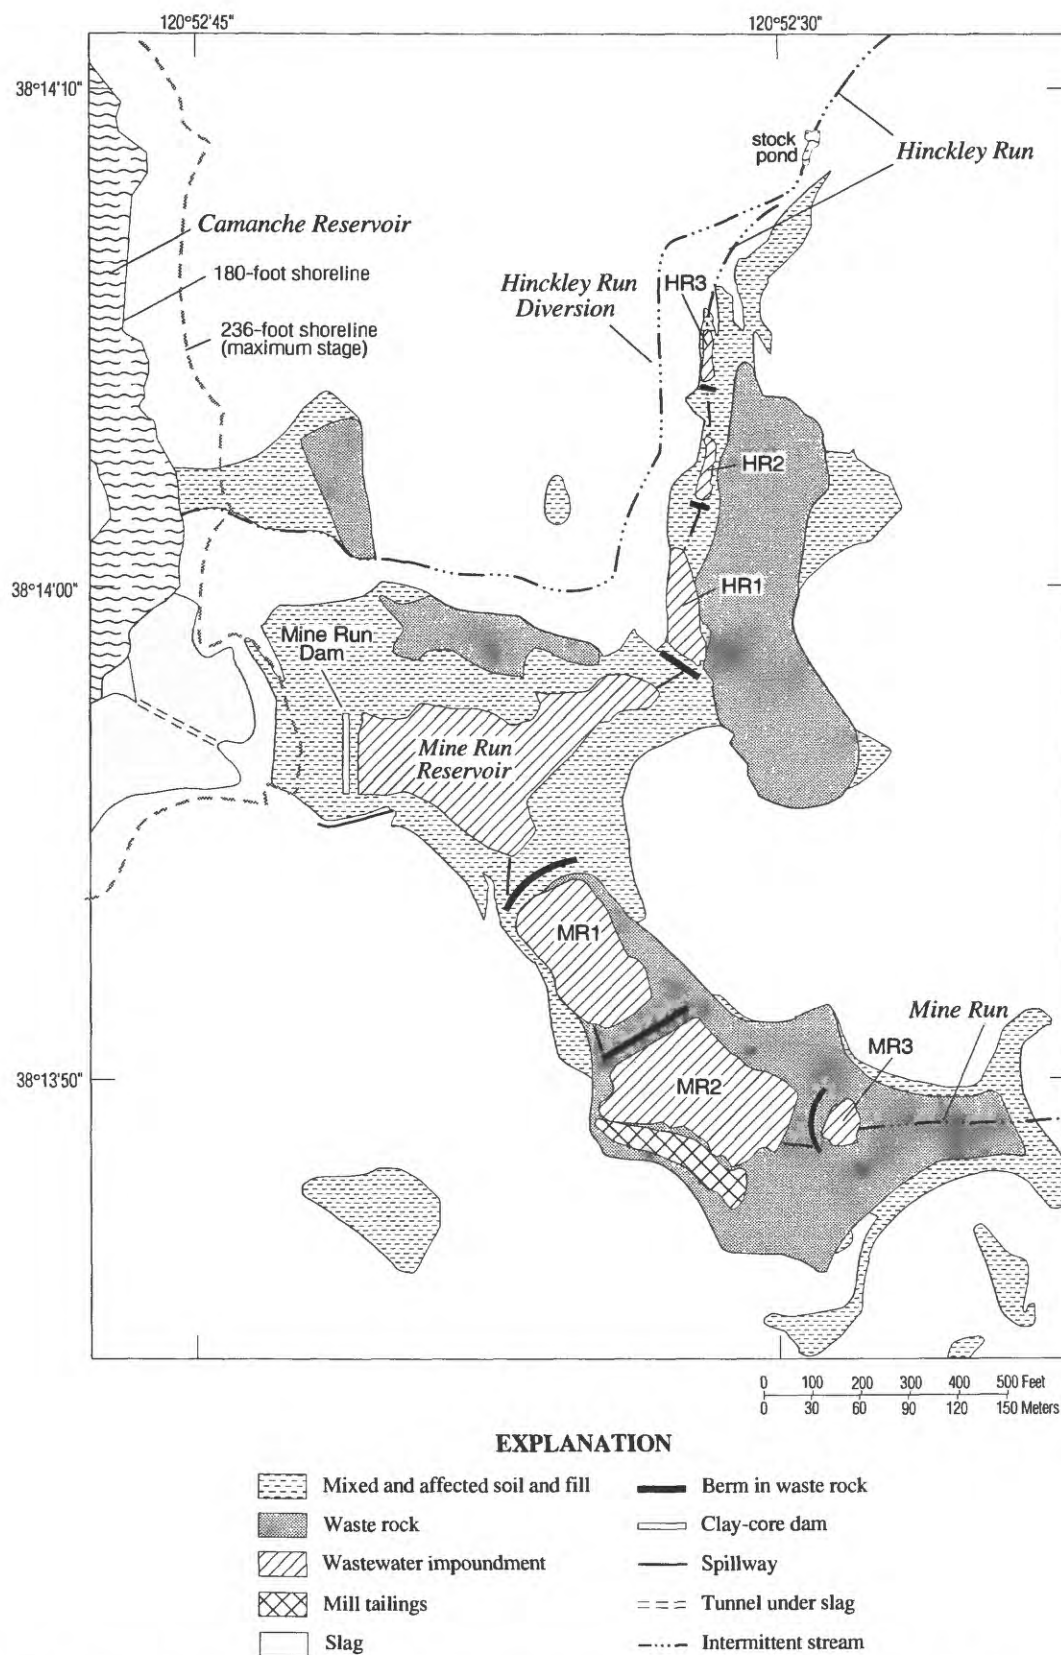 120°52'45"
120°52'30"
38°14'10"
stock
pond
Hinckley Run
Camanche Reservoir
180-foot shoreline
Hinckley Run
Diversion
HR3
236-foot shoreline
(maximum stage)
HR2
38°14'00"
HR1
Mine Run
Dam
Mine Run
Reservoir
MR1
Mine Run
MR3
38°13'50"
MR2
0 100 200 300 400 500 Feet
0 30 60 90 120 150 Meters
EXPLANATION
Mixed and affected soil and fill
Berm in waste rock
Waste rock
Clay-core dam
Wastewater impoundment
Spillway
Mill tailings
Tunnel under slag
Slag
Intermittent stream